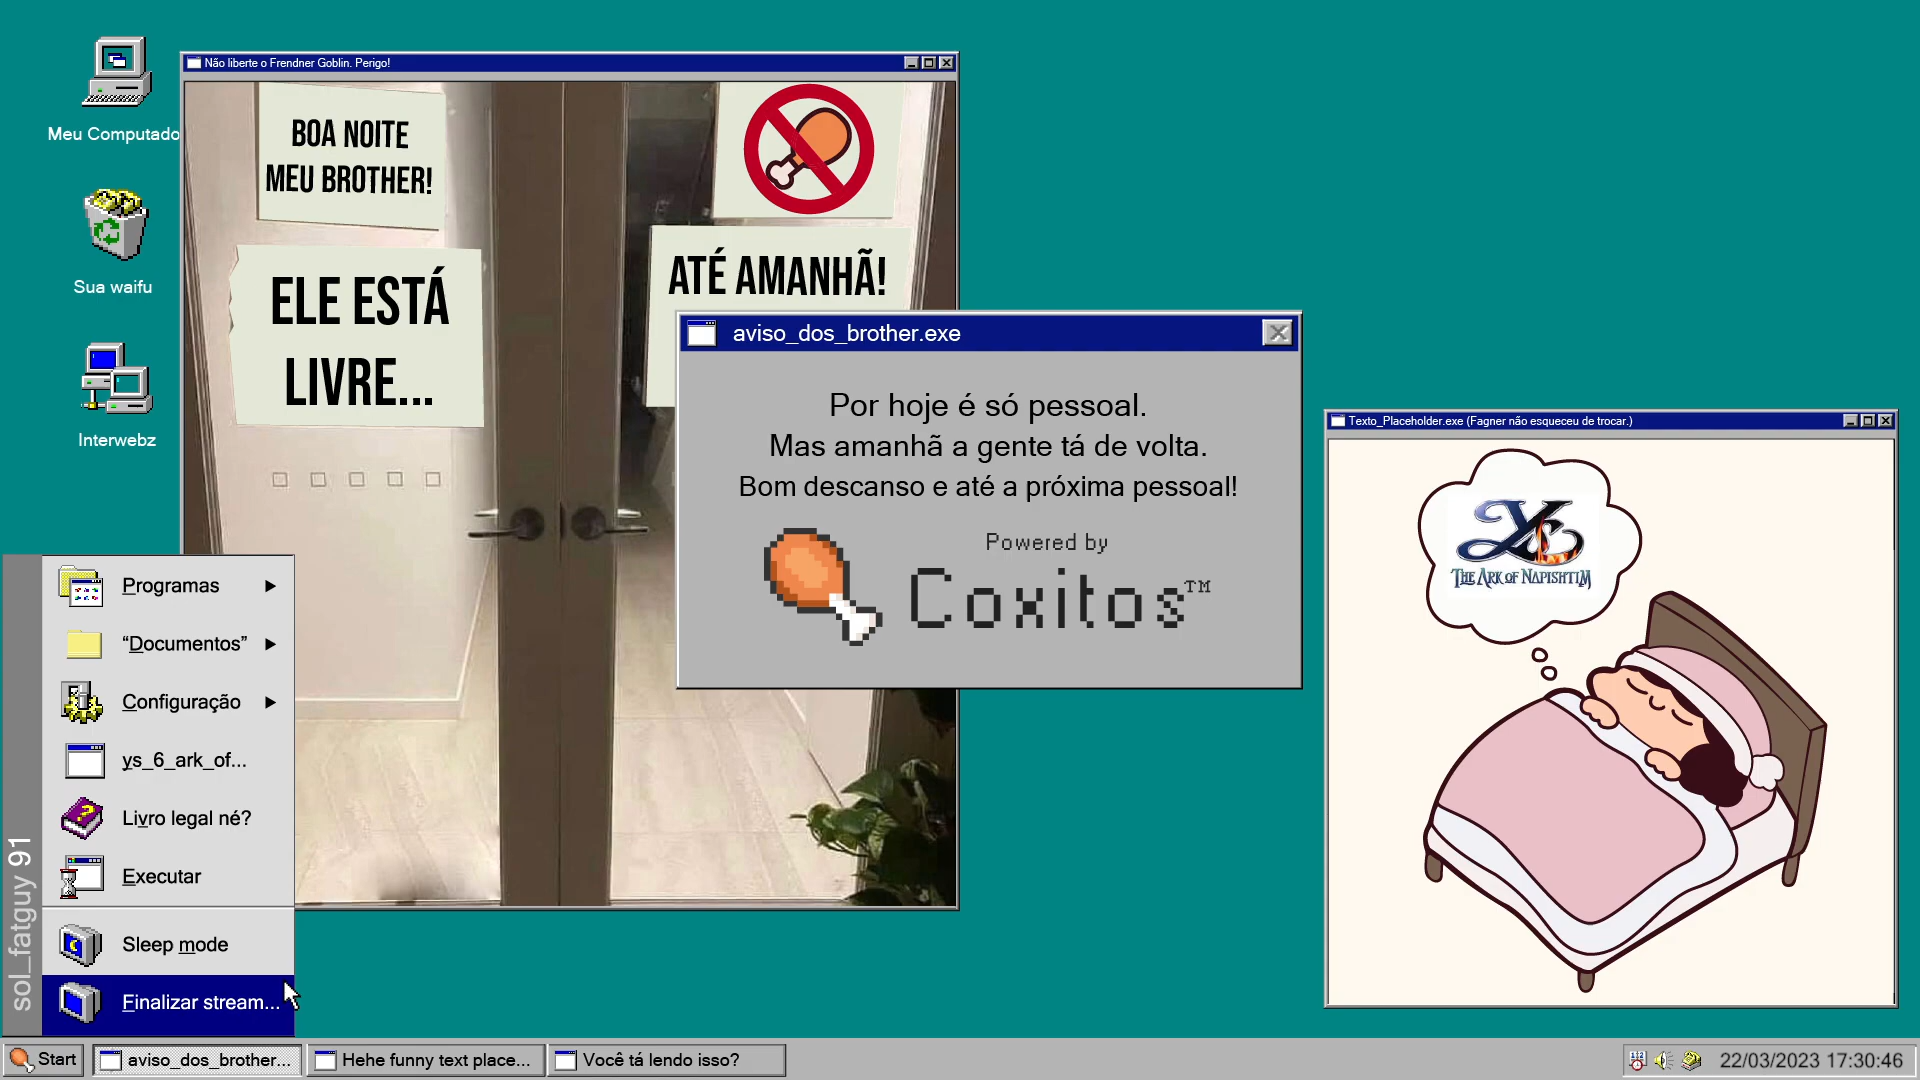 Meu Computado
Sua waifu
Interwebz
Não liberte o Frendner Goblin. Perigo!
BOA NOITE
MEU BROTHER!
ELE ESTÁ
LIVRE...
ATÉ AMANHÃ!
aviso_dos_brother.exe
Por hoje é só pessoal.
Mas amanhã a gente tá de volta.
Bom descanso e até a próxima pessoal!
Powered by
Coxitos™
Texto_Placeholder.exe (Fagner não esqueceu de trocar.)
Ys
THE ARK OF NAPISHTIM
Programas
“Documentos”
Configuração
ys_6_ark_of...
Livro legal né?
Executar
Sleep mode
Finalizar stream...
sol_fatguy 91
Start
aviso_dos_brother...
Hehe funny text place...
Você tá lendo isso?
22/03/2023 17:30:46